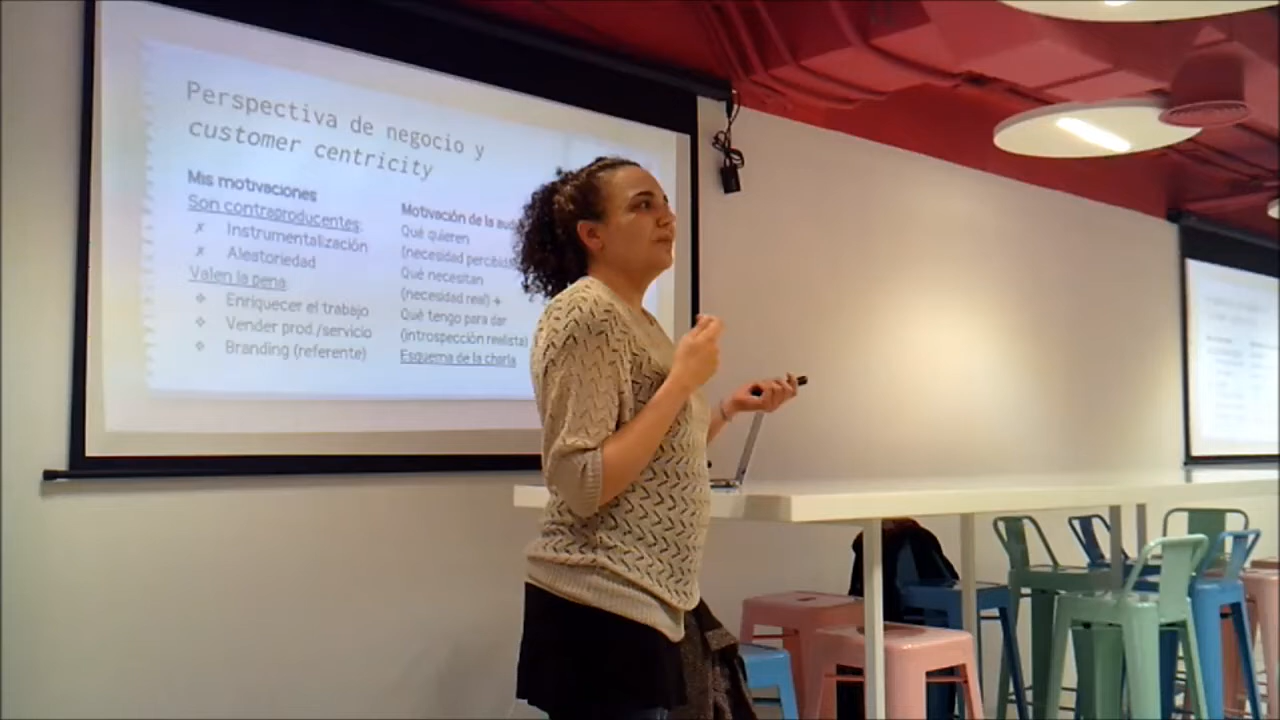 Perspectiva de negocio y
customer centricity
Mis motivaciones
Son contraproducentes:
✗ Instrumentalización
✗ Aleatoriedad
Valen la pena:
❖ Enriquecer el trabajo
❖ Vender prod./servicio
❖ Branding (referente)
Motivación de la
Qué quieren
(necesidad
Qué necesitan
(necesidad real) +
Qué tengo para dar
(introspección realista)
Esquema de la charla